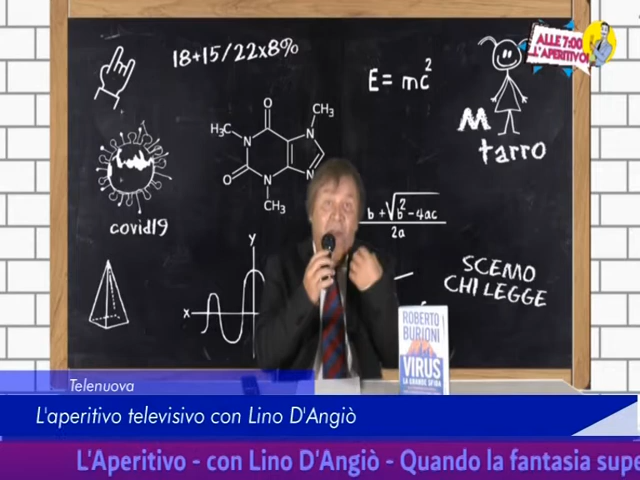 18+15/22x8%
E=mc²
ALLE 7:00
L'APERITIVO!
M
tarro
CH₃
O
H₃C
N
N
O
N
N
CH₃
covid19
b+√b²-4ac
2a
y
x
SCEMO
CHI LEGGE
ROBERTO
BURIONI
VIRUS
LA GRANDE SFIDA
Telenuova
L'aperitivo televisivo con Lino D'Angiò
L'Aperitivo - con Lino D'Angiò - Quando la fantasia supe